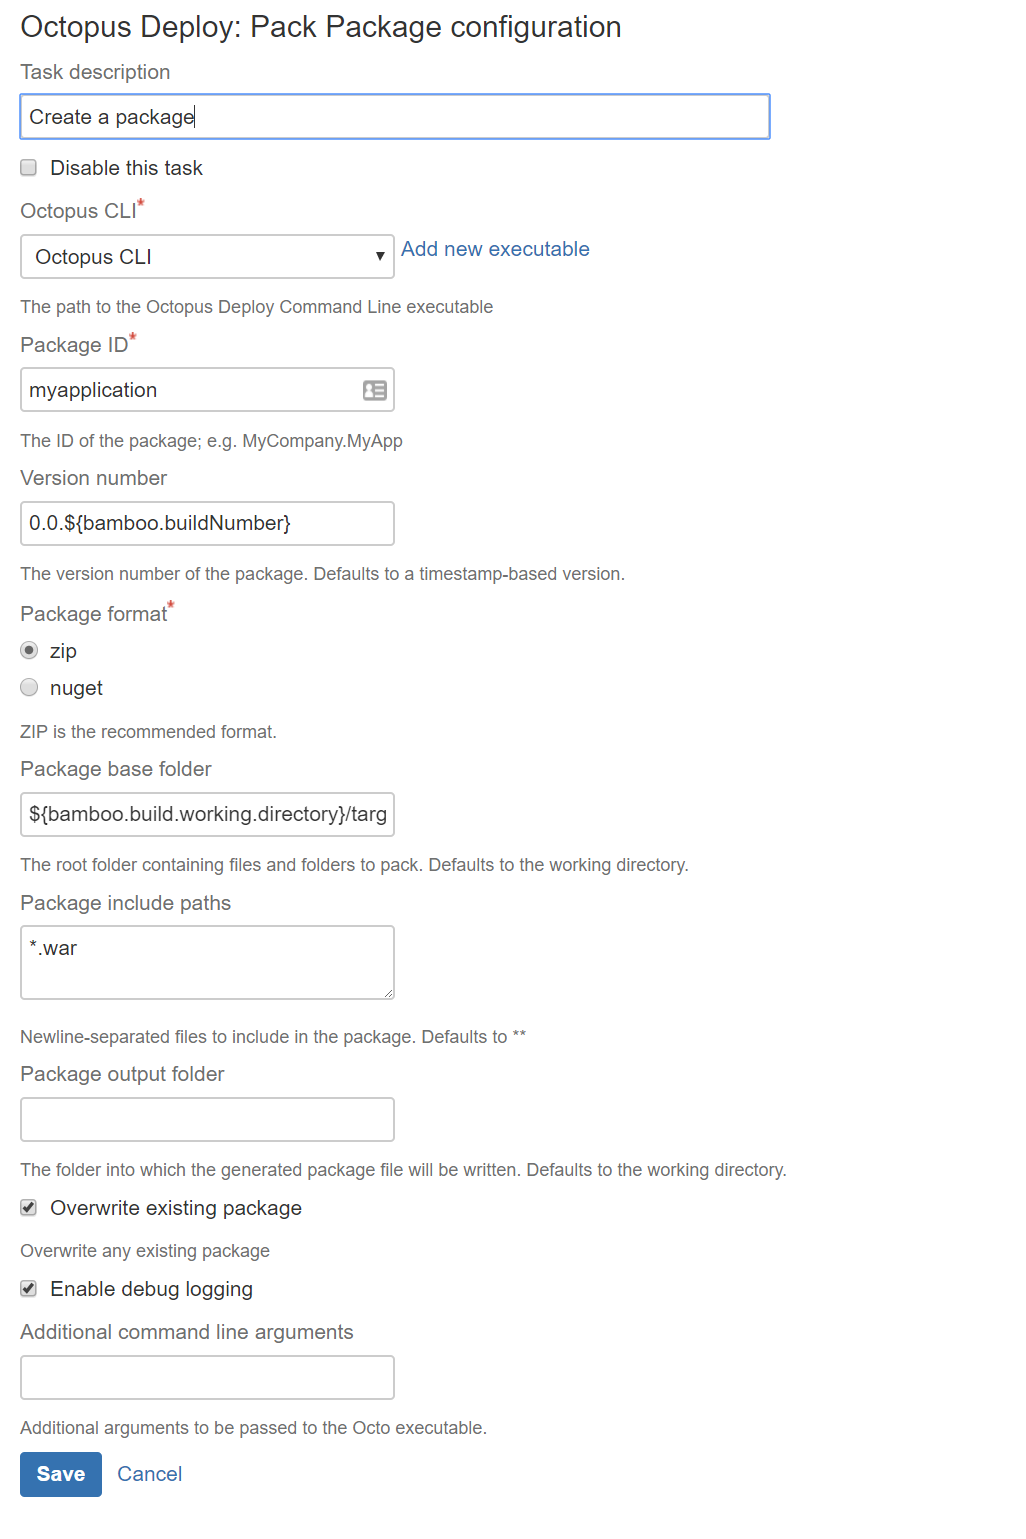 Octopus Deploy: Pack Package configuration
Task description
Create a package
Disable this task
Octopus CLI*
Octopus CLI
Add new executable
The path to the Octopus Deploy Command Line executable
Package ID*
myapplication
The ID of the package; e.g. MyCompany.MyApp
Version number
0.0.${bamboo.buildNumber}
The version number of the package. Defaults to a timestamp-based version.
Package format*
zip
nuget
ZIP is the recommended format.
Package base folder
${bamboo.build.working.directory}/targ
The root folder containing files and folders to pack. Defaults to the working directory.
Package include paths
*.war
Newline-separated files to include in the package. Defaults to **
Package output folder
The folder into which the generated package file will be written. Defaults to the working directory.
Overwrite existing package
Overwrite any existing package
Enable debug logging
Additional command line arguments
Additional arguments to be passed to the Octo executable.
Save Cancel